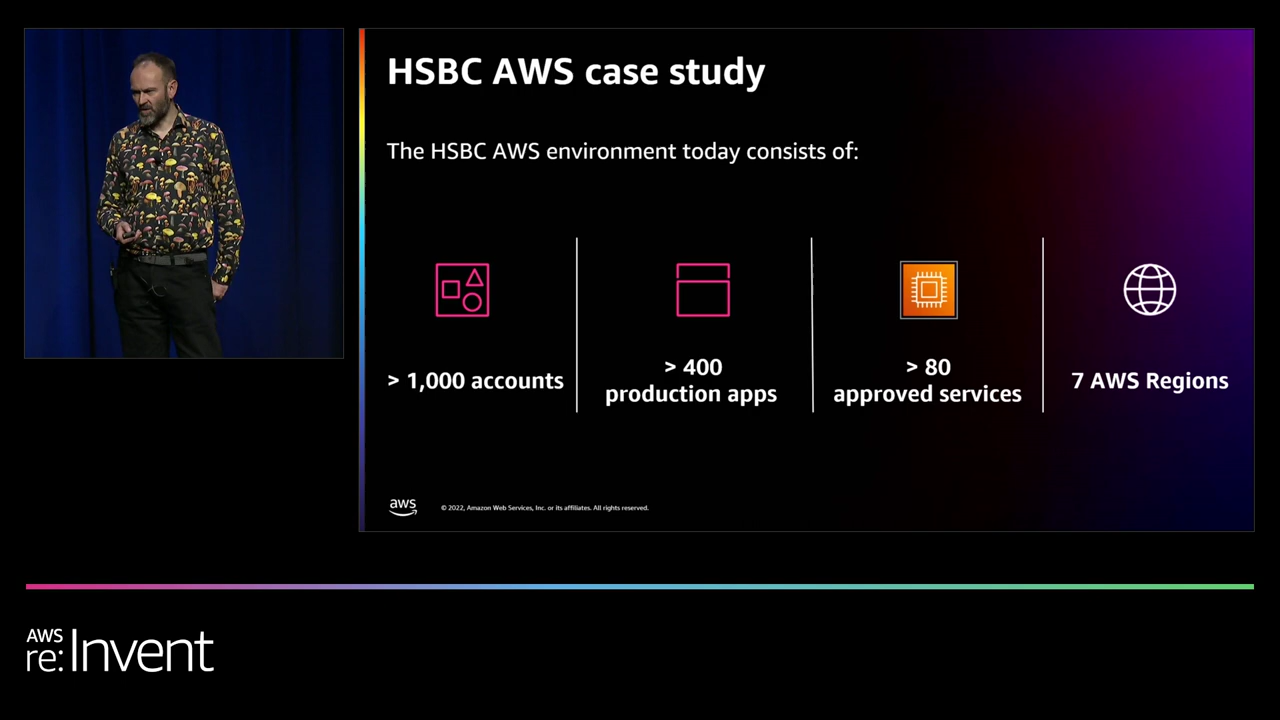 HSBC AWS case study
The HSBC AWS environment today consists of:
> 1,000 accounts
> 400
production apps
> 80
approved services
7 AWS Regions
aws
© 2022, Amazon Web Services, Inc. or its affiliates. All rights reserved.
AWS
re:Invent